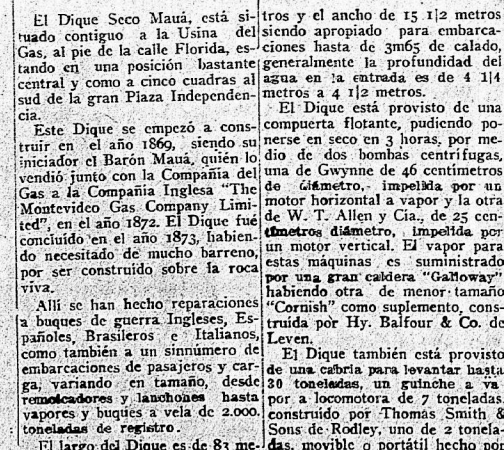 El Dique Seco Mauá, está si-
tuado contiguo a la Usina del
Gas, al pie de la calle Florida, es-
tando en una posición bastante
central y como a cinco cuadras al
sud de la gran Plaza Independen-
cia.
Este Dique se empezó a cons-
truir en el año 1869, siendo su
iniciador el Barón Mauá, quién lo
vendió junto con la Compañía del
Gas a la Compañia Inglesa "The
Montevideo Gas Company Limi-
ted", en el año 1872. El Dique fué
concluído en el año 1873, habien-
do necesitado de mucho barreno,
por ser construído sobre la roca
viva.
Allí se han hecho reparaciones
a buques de guerra Ingleses, Es-
pañoles, Brasileros e Italianos,
como también a un sinnúmero de
embarcaciones de pasajeros y car-
ga, variando en tamaño, desde
remolcadores y lanchones hasta
vapores y buques a vela de 2.000
toneladas de registro.
El largo del Dique es de 83 me-
tros y el ancho de 15 1|2 metros
siendo apropiado para embarca-
ciones hasta de 3m65 de calado,
generalmente la profundidad del
agua en la entrada es de 4 1|4
metros a 4 1|2 metros.
El Dique está provisto de una
compuerta flotante, pudiendo po-
nerse en seco en 3 horas, por me-
dio de dos bombas centrífugas,
una de Gwynne de 46 centímetros
de diámetro, impelida por un
motor horizontal a vapor y la otra
de W. T. Allen y Cía., de 25 cen-
tímetros diámetro, impelida por
un motor vertical. El vapor para
estas máquinas es suministrado
por una gran caldera "Galloway"
habiendo otra de menor tamaño
"Cornish" como suplemento, cons-
truída por Hy. Balfour & Co. de
Leven.
El Dique también está provisto
de una cabria para levantar hasta
30 toneladas, un guinche a va-
por a locomotora de 7 toneladas,
construído por Thomas Smith &
Sons de Rodley, uno de 2 tonela-
das, movible o portátil hecho por